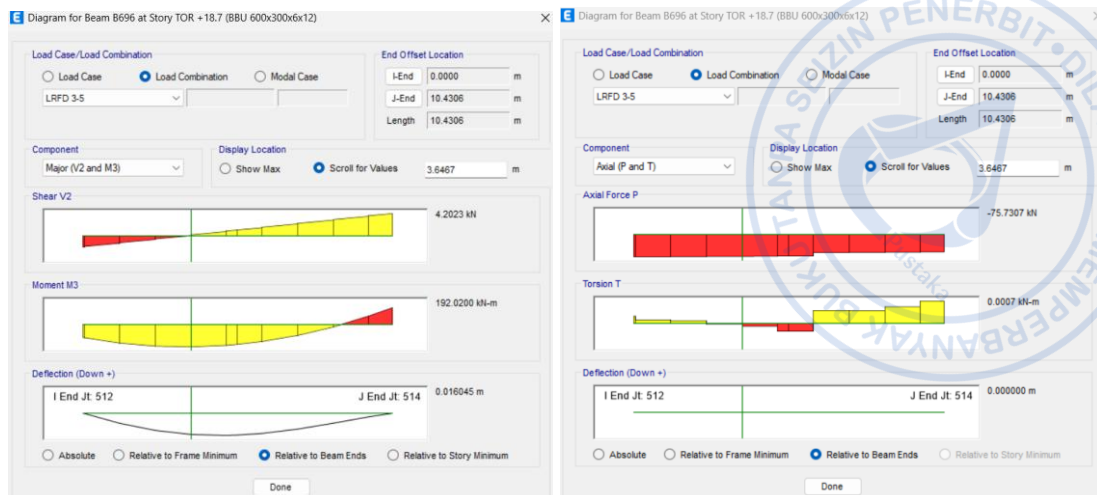 Diagram for Beam B696 at Story TOR +18.7 (BBU 600x300x6x12)
Load Case/Load Combination
Load Case
Load Combination
Modal Case
LRFD 3-5
End Offset Location
I-End
0.0000
m
J-End
10.4306
m
Length
10.4306
m
Component
Major (V2 and M3)
Display Location
Show Max
Scroll for Values
3.6467
m
Shear V2
4.2023 kN
Moment M3
192.0200 kN-m
Deflection (Down +)
I End Jt: 512
J End Jt: 514
0.016045 m
Absolute
Relative to Frame Minimum
Relative to Beam Ends
Relative to Story Minimum
Done
Diagram for Beam B696 at Story TOR +18.7 (BBU 600x300x6x12)
Load Case/Load Combination
Load Case
Load Combination
Modal Case
LRFD 3-5
End Offset Location
I-End
0.0000
m
J-End
10.4306
m
Length
10.4306
m
Component
Axial (P and T)
Display Location
Show Max
Scroll for Values
3.6467
m
Axial Force P
-75.7307 kN
Torsion T
0.0007 kN-m
Deflection (Down +)
I End Jt: 512
J End Jt: 514
0.000000 m
Absolute
Relative to Frame Minimum
Relative to Beam Ends
Relative to Story Minimum
Done
MEMPERBANYAK BUKU TANPA SEIZIN PENERBIT
Pustaka